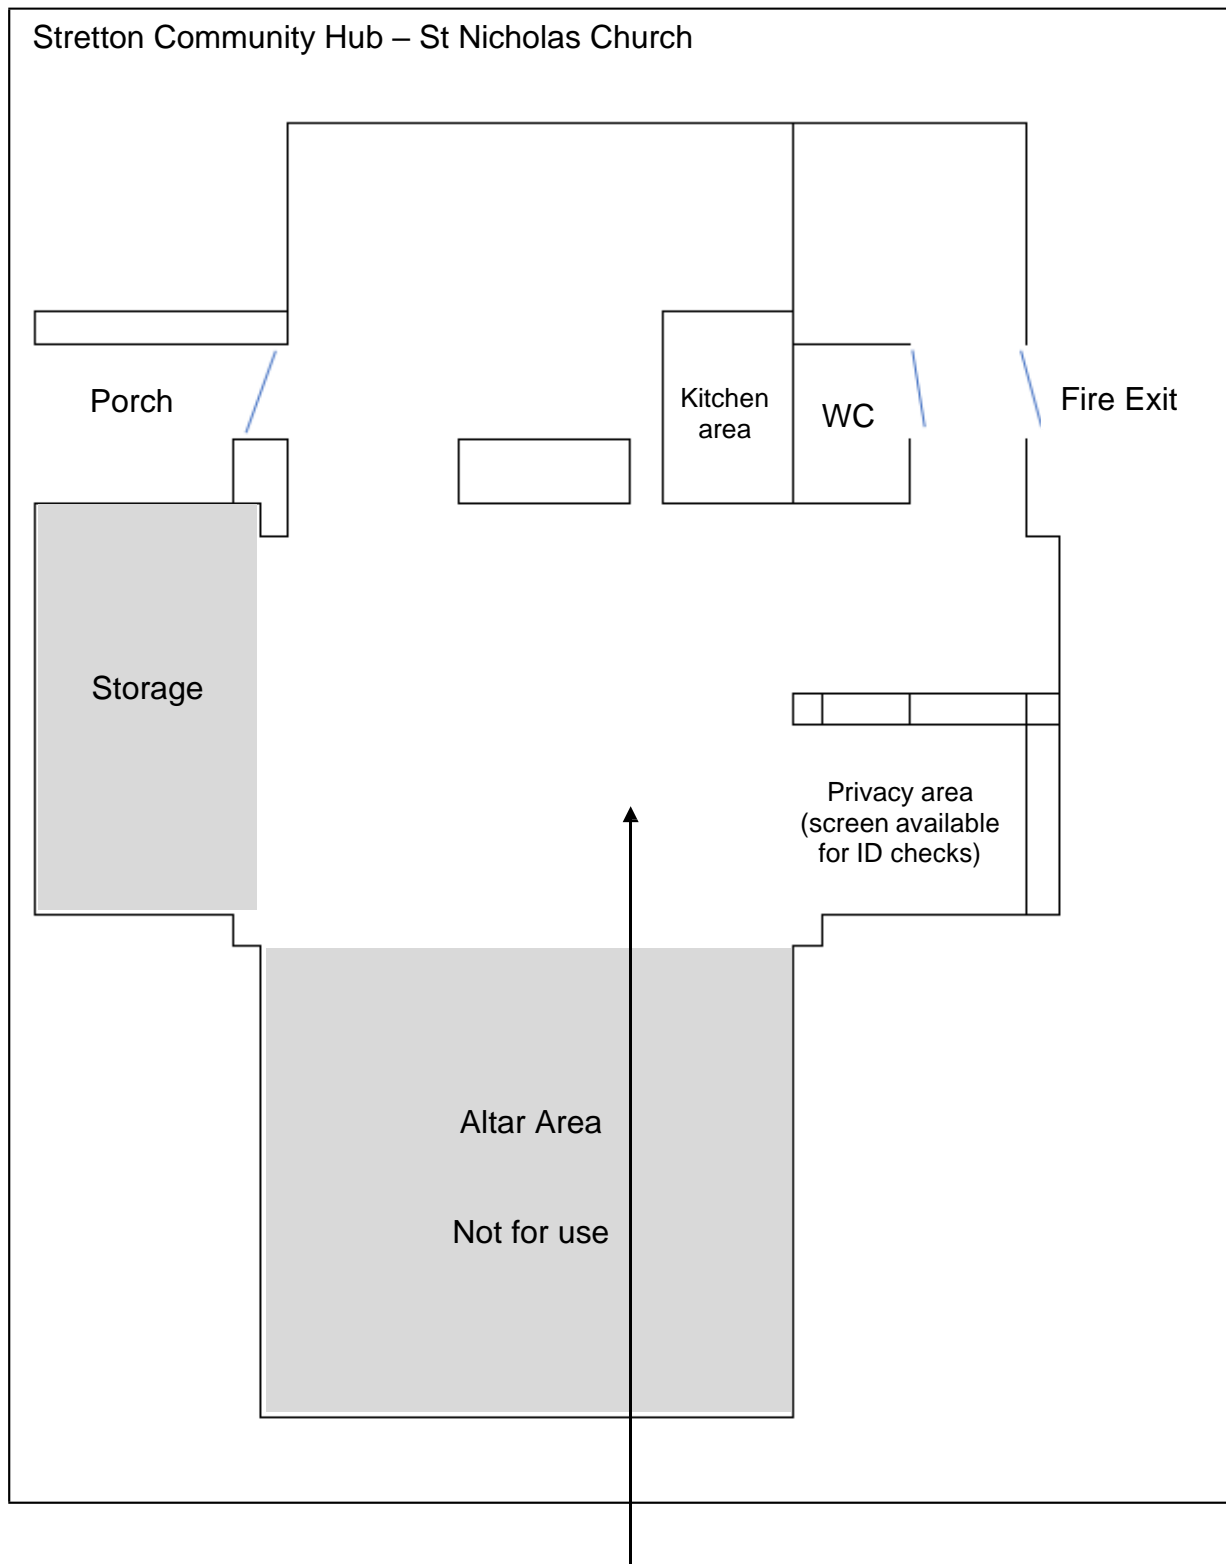 Stretton Community Hub – St Nicholas Church
Porch
Kitchen
area
WC
Fire Exit
Storage
Privacy area
(screen available
for ID checks)
Altar Area
Not for use